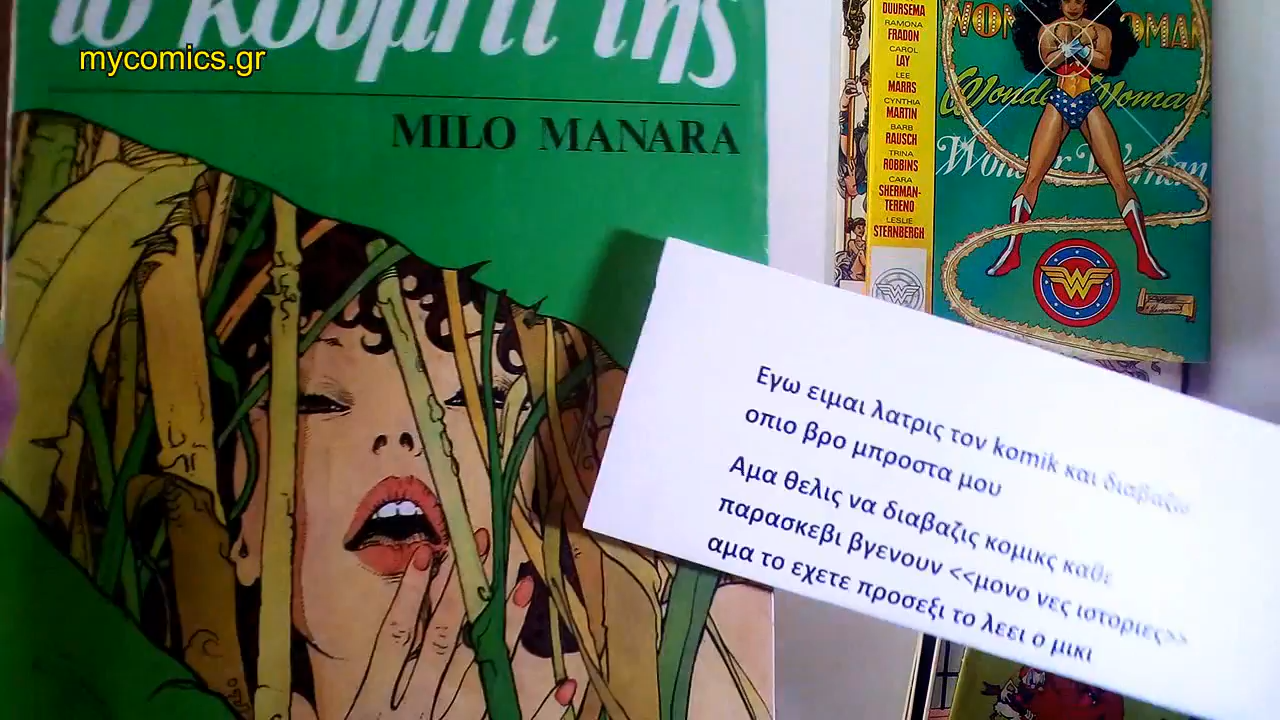 το κουμπί της
mycomics.gr
MILO MANARA
DUURSEMA
RAMONA
FRADON
CAROL
LAY
LEE
MARRS
CYNTHIA
MARTIN
BARB
RAUSCH
TRINA
ROBBINS
CARA
SHERMAN-
TERENO
LESLIE
STERNBERGH
WONDER WOMAN
Wonder Woman
Wonder Woman
Εγω ειμαι λατρις τον komik και διαβαζω
οπιο βρο μπροστα μου
Αμα θελις να διαβαζις κομικς καθε
παρασκεβι βγενουν <<μονο νες ιστοριες>>
αμα το εχετε προσεξι το λεει ο μικι